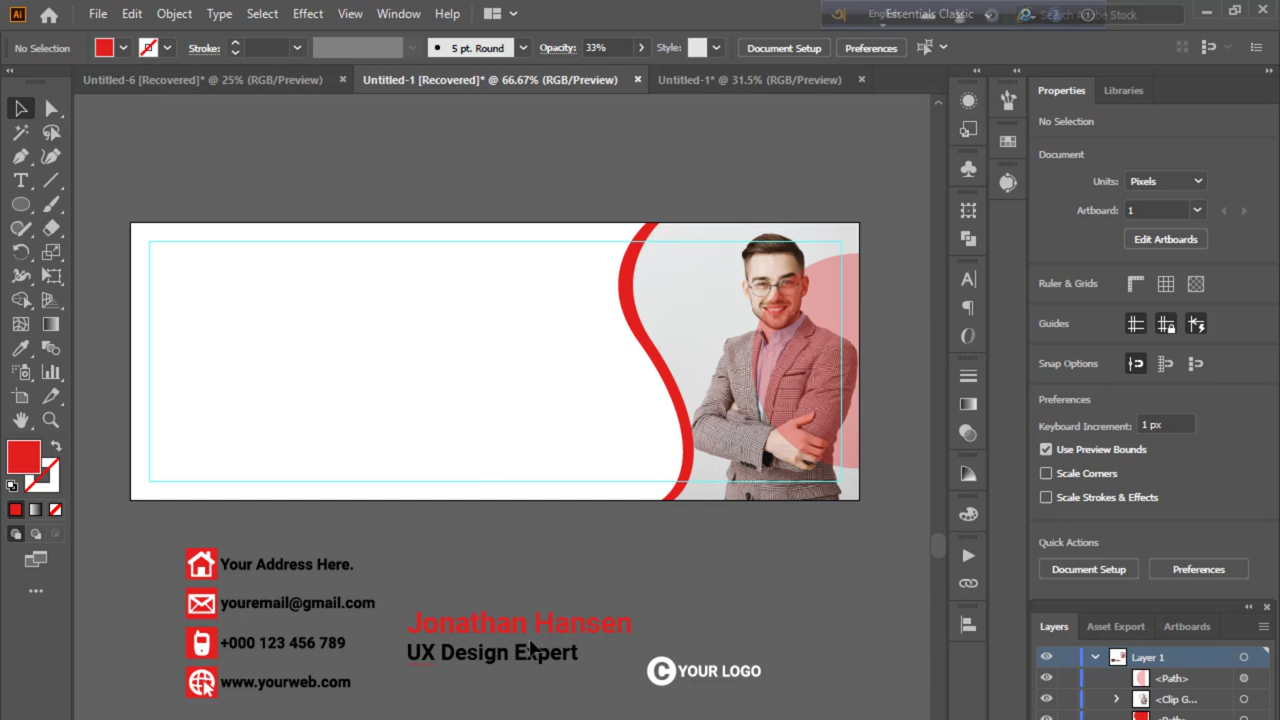 Ai File Edit Object Type Select Effect View Window Help
Essentials Classic
No Selection Stroke: 5 pt. Round Opacity: 33% Style: Document Setup Preferences
Untitled-6 [Recovered]* @ 25% (RGB/Preview) Untitled-1 [Recovered]* @ 66.67% (RGB/Preview) Untitled-1* @ 31.5% (RGB/Preview)
Properties Libraries
No Selection
Document
Units: Pixels
Artboard: 1
Edit Artboards
Ruler & Grids
Guides
Snap Options
Preferences
Keyboard Increment: 1 px
Use Preview Bounds
Scale Corners
Scale Strokes & Effects
Quick Actions
Document Setup Preferences
Layers Asset Export Artboards
Layer 1
<Path>
<Clip G...
Your Address Here.
youremail@gmail.com
+000 123 456 789
www.yourweb.com
Jonathan Hansen
UX Design Expert
C YOUR LOGO